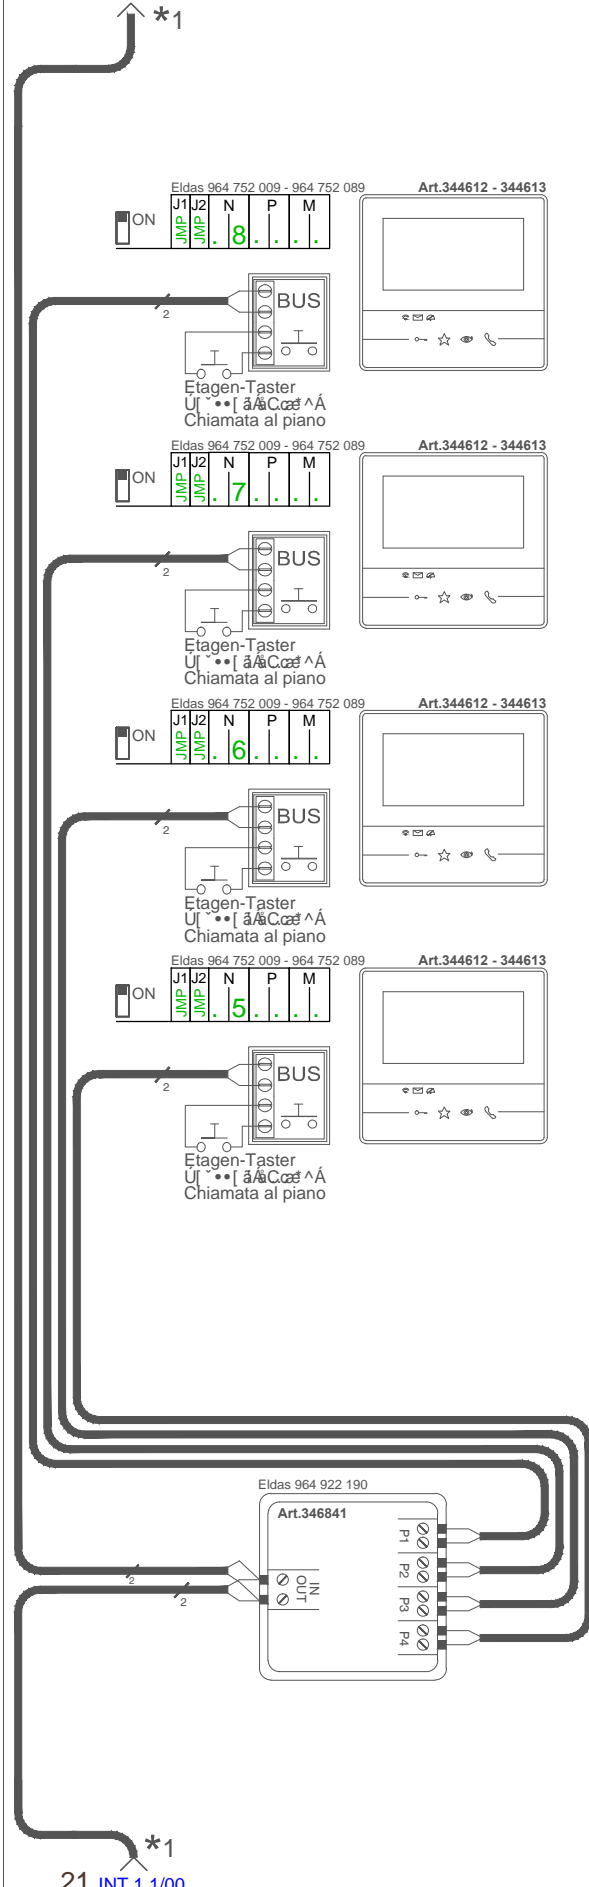 *1
Eldas 964 752 009 - 964 752 089 Art.344612 - 344613
ON J1 J2 N P M
JMP JMP . 8 . . . .
2
BUS
Etagen-Taster
Chiamata al piano
Eldas 964 752 009 - 964 752 089 Art.344612 - 344613
ON J1 J2 N P M
JMP JMP . 7 . . . .
2
BUS
Etagen-Taster
Chiamata al piano
Eldas 964 752 009 - 964 752 089 Art.344612 - 344613
ON J1 J2 N P M
JMP JMP . 6 . . . .
2
BUS
Etagen-Taster
Chiamata al piano
Eldas 964 752 009 - 964 752 089 Art.344612 - 344613
ON J1 J2 N P M
JMP JMP . 5 . . . .
2
BUS
Etagen-Taster
Chiamata al piano
Eldas 964 922 190
Art.346841
P1
P2
P3
P4
IN
OUT
2
2
*1
21 INT 1.1/00